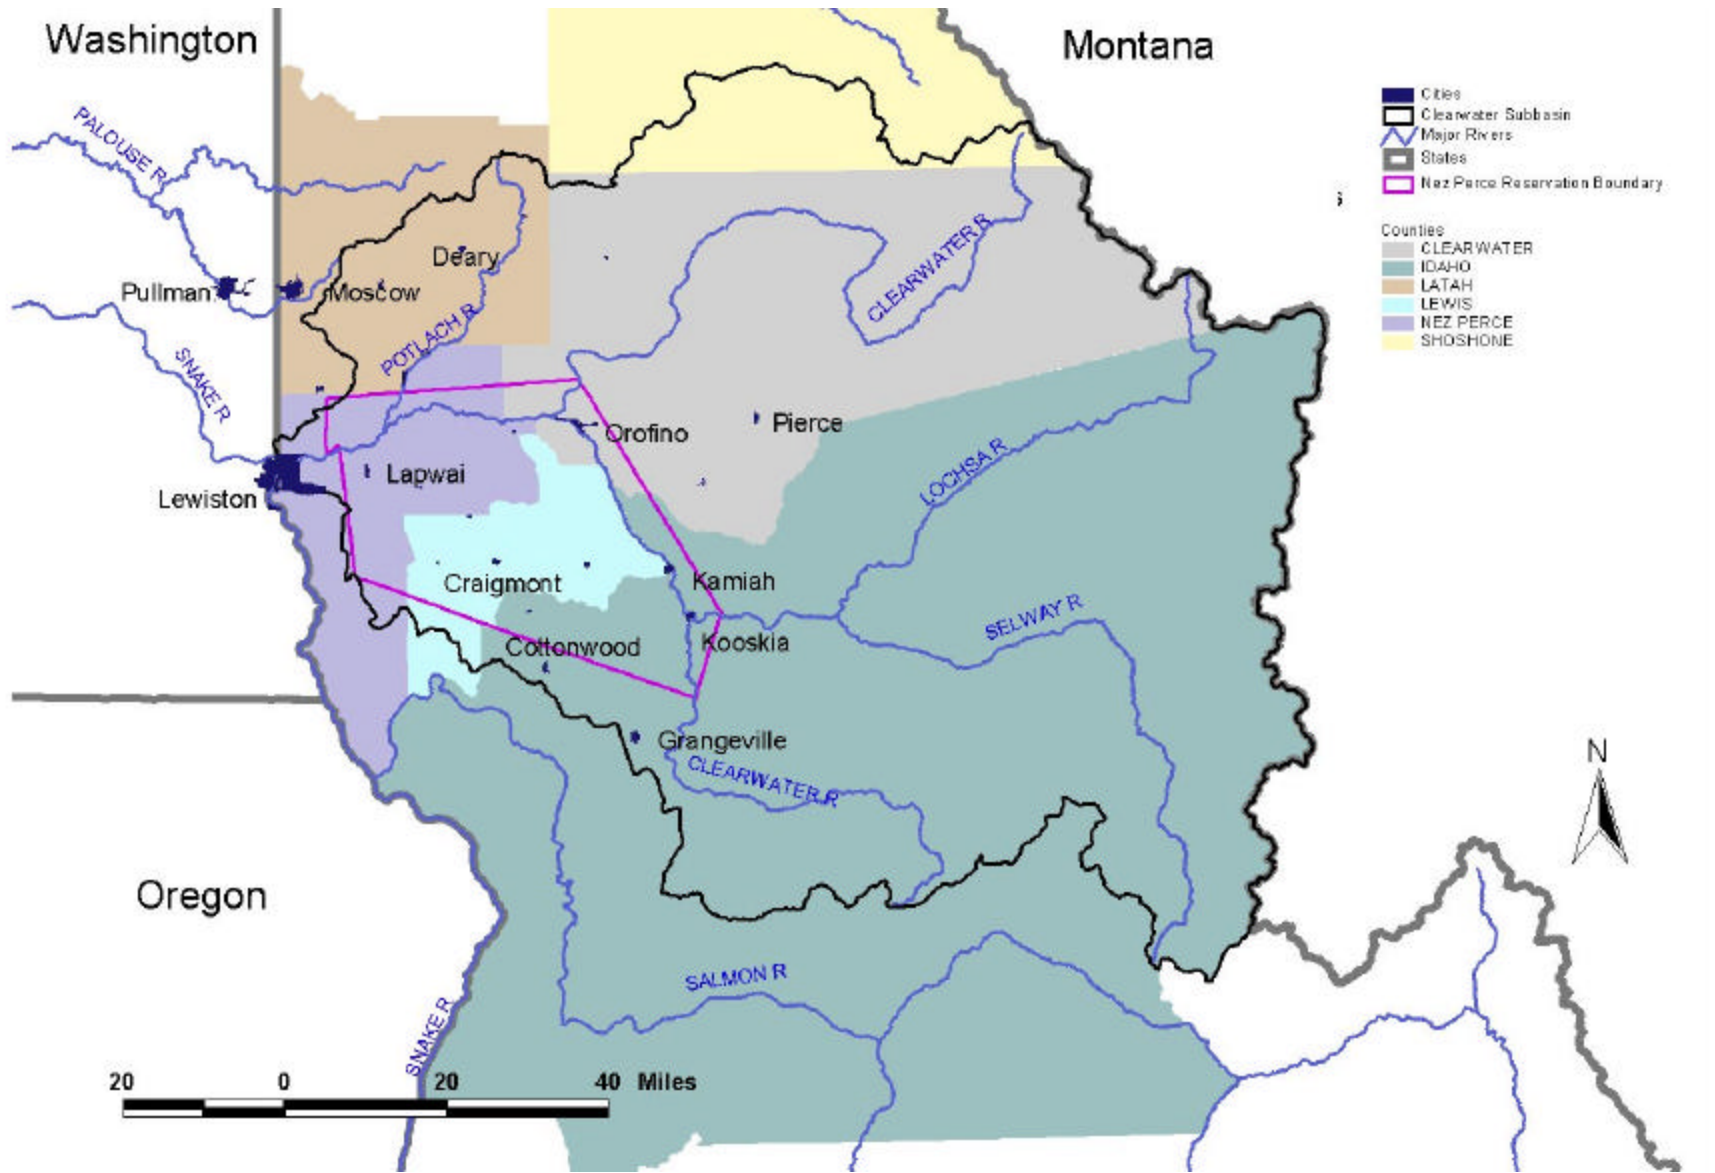 Washington
Montana
Cities
Clearwater Subbasin
Major Rivers
States
Nez Perce Reservation Boundary
s
Counties
CLEARWATER
IDAHO
LATAH
LEWIS
NEZ PERCE
SHOSHONE
PALOUSE R
Deary
CLEARWATER R
Pullman
Moscow
POTLACH R
SNAKE R
Orofino
Pierce
Lapwai
LOCHSA R
Lewiston
Craigmont
Kamiah
SELWAY R
Cottonwood
Kooskia
Grangeville
CLEARWATER R
N
Oregon
SALMON R
SNAKE R
20 0 20 40 Miles